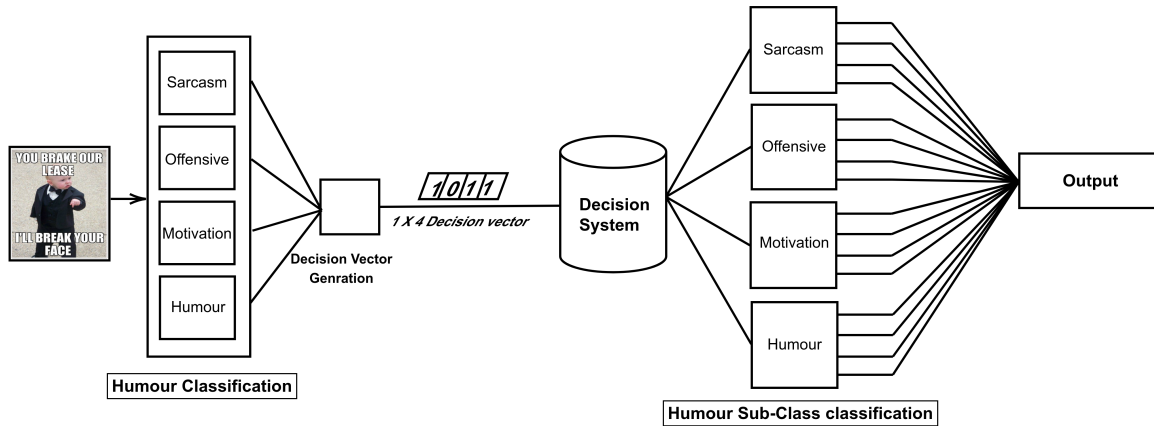 YOU BRAKE OUR
LEASE
I'LL BREAK YOUR
FACE
Sarcasm
Offensive
Motivation
Humour
Humour Classification
Decision Vector
Genration
1 0 1 1
1 X 4 Decision vector
Decision
System
Sarcasm
Offensive
Motivation
Humour
Humour Sub-Class classification
Output